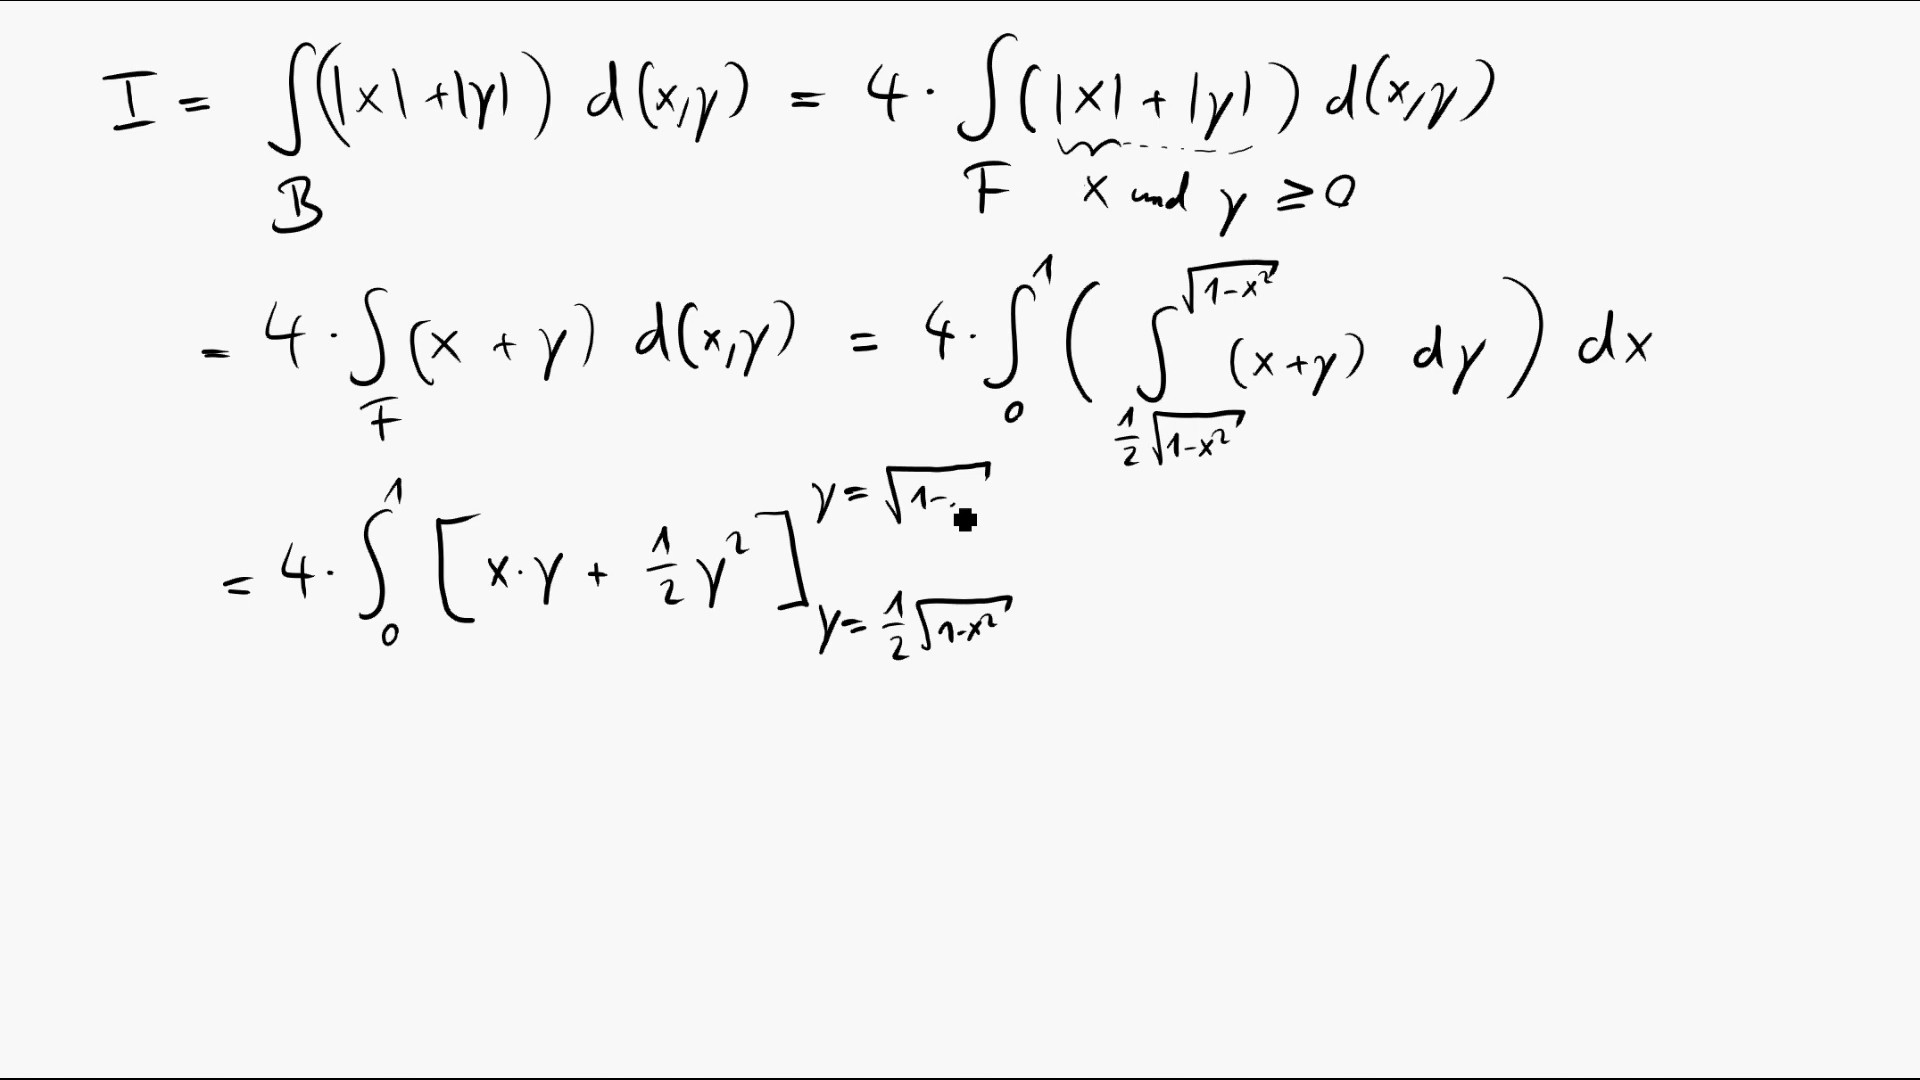 I = ∫_B (|x| + |y|) d(x,y) = 4 · ∫_F (|x| + |y|) d(x,y)
x und y ≥ 0
= 4 · ∫_F (x + y) d(x,y) = 4 · ∫_0^1 ( ∫_{1/2 √(1-x²)}^{√(1-x²)} (x+y) dy ) dx
= 4 · ∫_0^1 [ x · y + 1/2 y² ]_{y = 1/2 √(1-x²)}^{y = √(1-